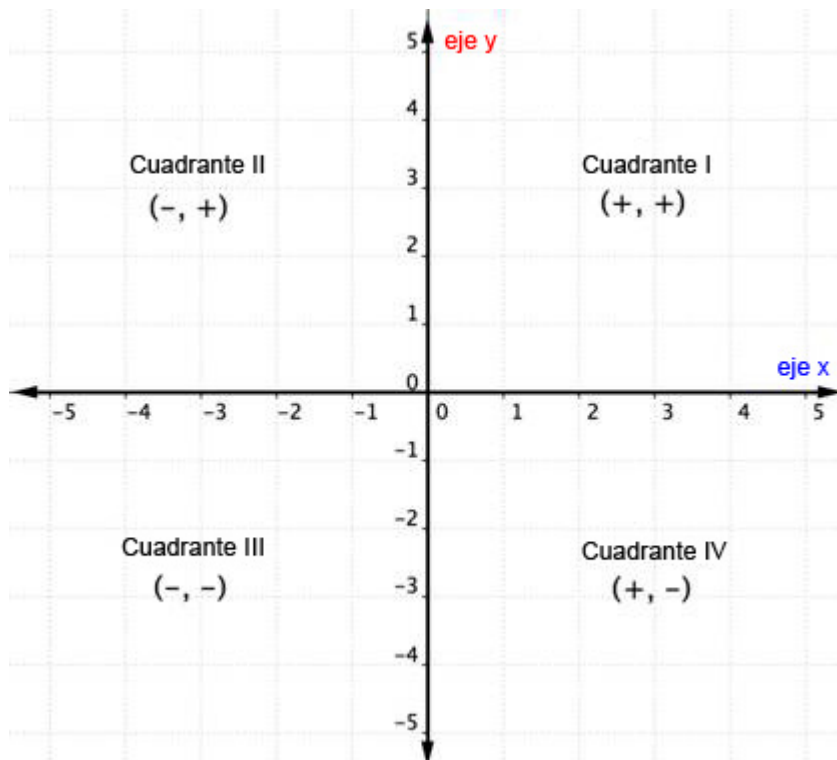 5
eje y
4
Cuadrante II
Cuadrante I
3
(–, +)
(+, +)
2
1
eje x
0
–5 –4 –3 –2 –1 0 1 2 3 4 5
–1
–2
Cuadrante III
Cuadrante IV
(–, –)
(+, –)
–3
–4
–5